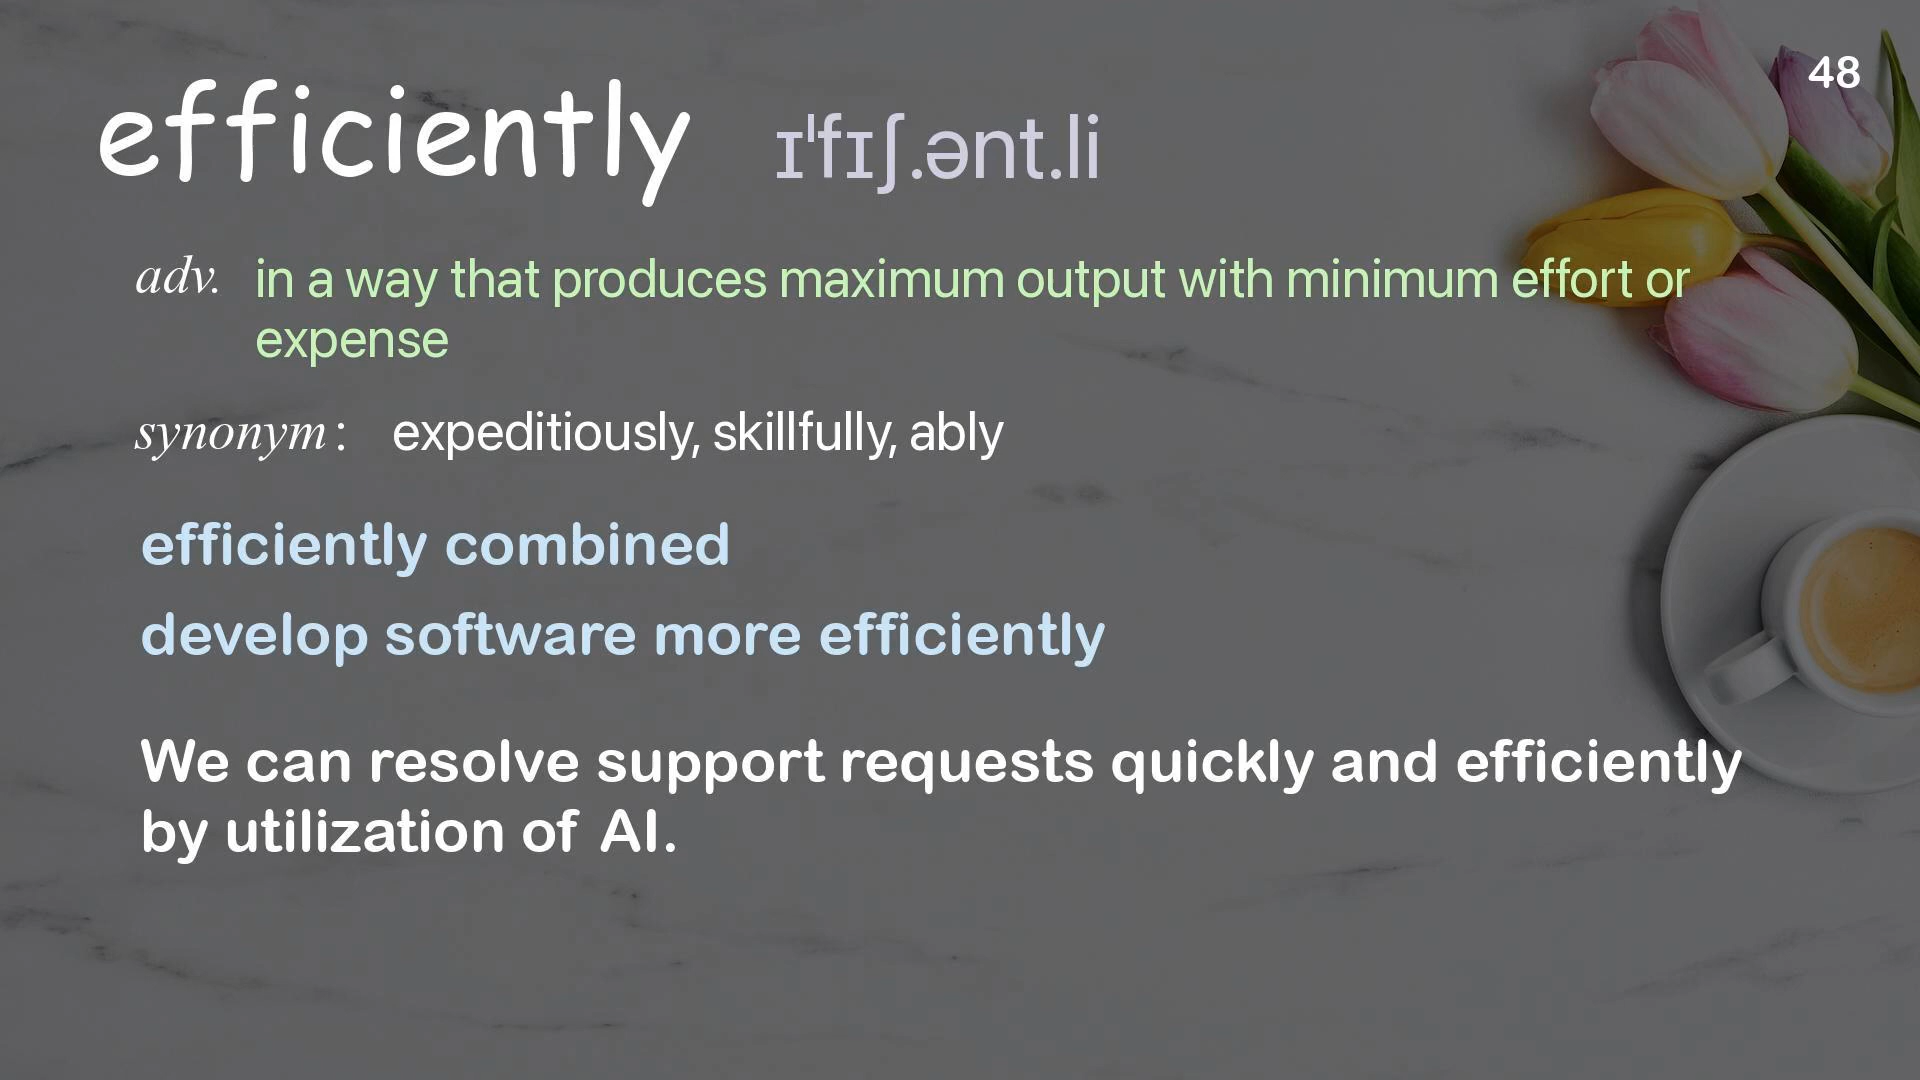 48
efficiently ɪˈfɪʃ.ənt.li
adv. in a way that produces maximum output with minimum effort or
expense
synonym: expeditiously, skillfully, ably
efficiently combined
develop software more efficiently
We can resolve support requests quickly and efficiently
by utilization of AI.